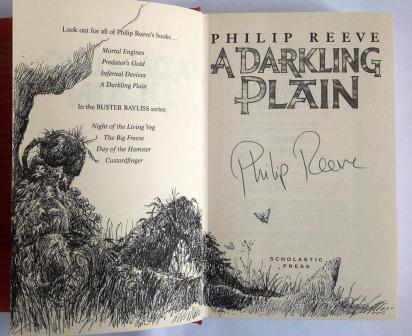 Look out for all of Philip Reeve's books...
Mortal Engines
Predator's Gold
Infernal Devices
A Darkling Plain
In the BUSTER BAYLISS series:
Night of the Living Veg
The Big Freeze
Day of the Hamster
Custardfinger
PHILIP REEVE
A DARKLING
PLAIN
Philip Reeve
SCHOLASTIC
PRESS